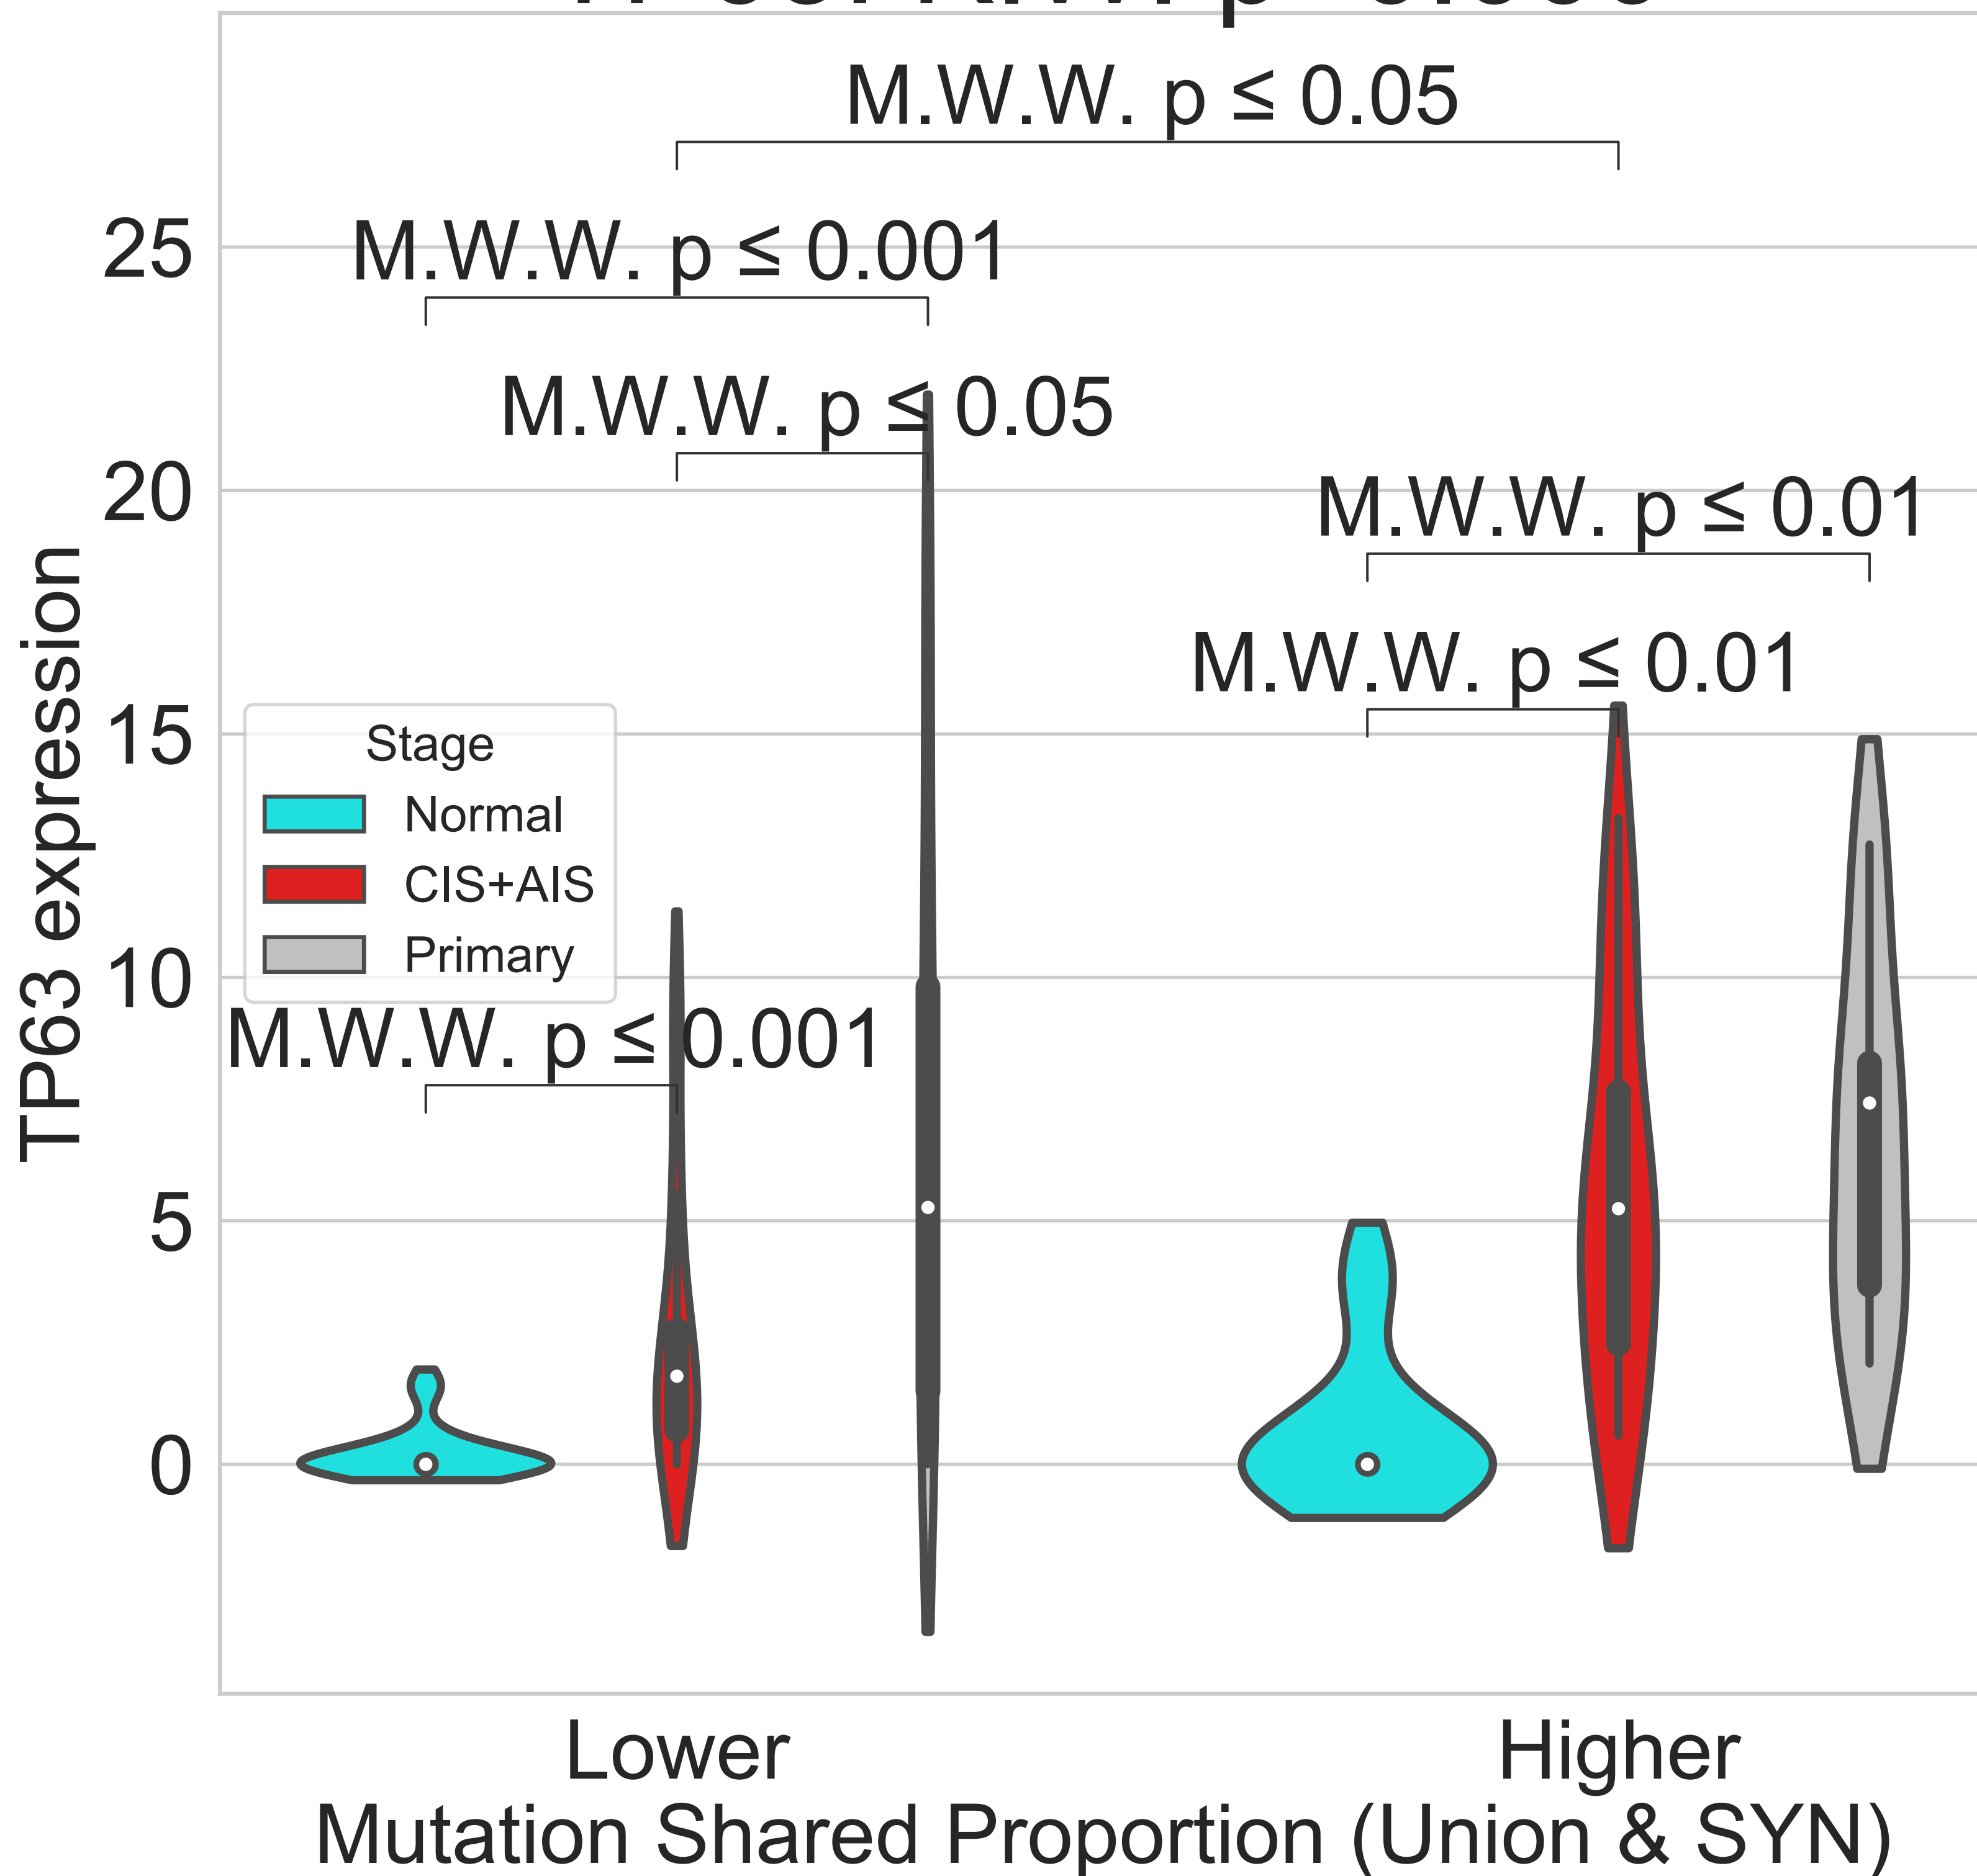 M.W.W. p ≤ 0.05
25
M.W.W. p ≤ 0.001
M.W.W. p ≤ 0.05
20
M.W.W. p ≤ 0.01
M.W.W. p ≤ 0.01
15
Stage
Normal
CIS+AIS
Primary
10
M.W.W. p ≤ 0.001
5
0
TP63 expression
Lower
Higher
Mutation Shared Proportion (Union & SYN)